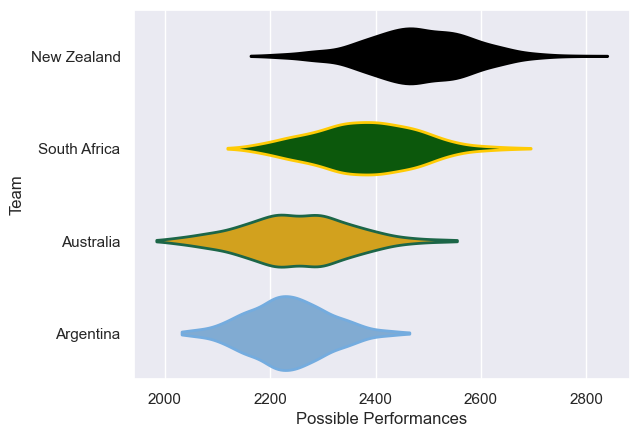 New Zealand
South Africa
Australia
Argentina
Team
2000 2200 2400 2600 2800
Possible Performances